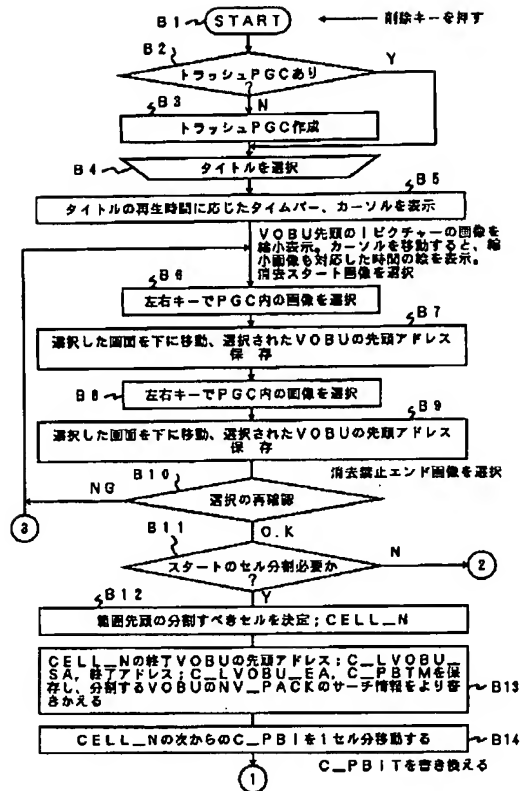 B1 START ← 削除キーを押す
B2 トラッシュPGCあり
?
Y
N
B3
トラッシュPGC作成
B4 タイトルを選択
B5
タイトルの再生時間に応じたタイムバー、カーソルを表示
VOBU先頭のIピクチャーの画像を
縮小表示。カーソルを移動すると、縮
小画像も対応した時間の絵を表示。
消去スタート画像を選択
B6
左右キーでPGC内の画像を選択
B7
選択した画面を下に移動、選択されたVOBUの先頭アドレス
保存
B8 左右キーでPGC内の画像を選択
B9
選択した画面を下に移動、選択されたVOBUの先頭アドレス
保存
消去禁止エンド画像を選択
B10
NG 選択の再確認
3
O.K
B11
スタートのセル分割必要か
?
N 2
Y
B12
範囲先頭の分割すべきセルを決定;CELL_N
CELL_Nの終了VOBUの先頭アドレス;C_LVOBU_
SA,終了アドレス;C_LVOBU_EA,C_PBTMを保
存し、分割するVOBUのNV_PACKのサーチ情報をより書
きかえる
B13
CELL_Nの次からのC_PBIを1セル分移動する B14
C_PBITを書き換える
1